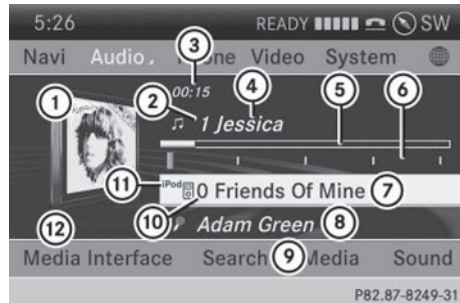 5:26 READY SW
Navi Audio Phone Video System
3
00:15
1 2 4 5 6
1 Jessica
11 iPod 0 Friends Of Mine 7
10 Adam Green 8
12 9
Media Interface Search Media Sound
P82.87-8249-31